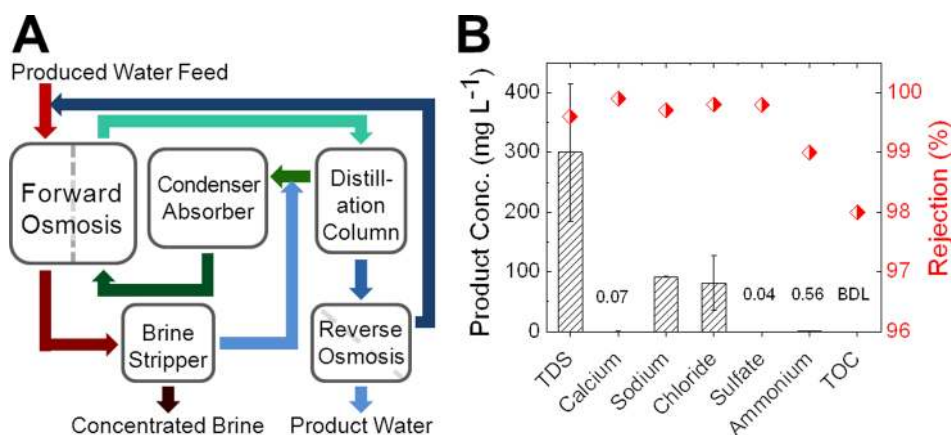 A
Produced Water Feed
Forward
Osmosis
Condenser
Absorber
Distill-
ation
Column
Brine
Stripper
Reverse
Osmosis
Concentrated Brine
Product Water
B
Product Conc. (mg L-1)
400
300
200
100
0
0.07
0.04
0.56
BDL
TDS
Calcium
Sodium
Chloride
Sulfate
Ammonium
TOC
100
99
98
97
96
Rejection (%)